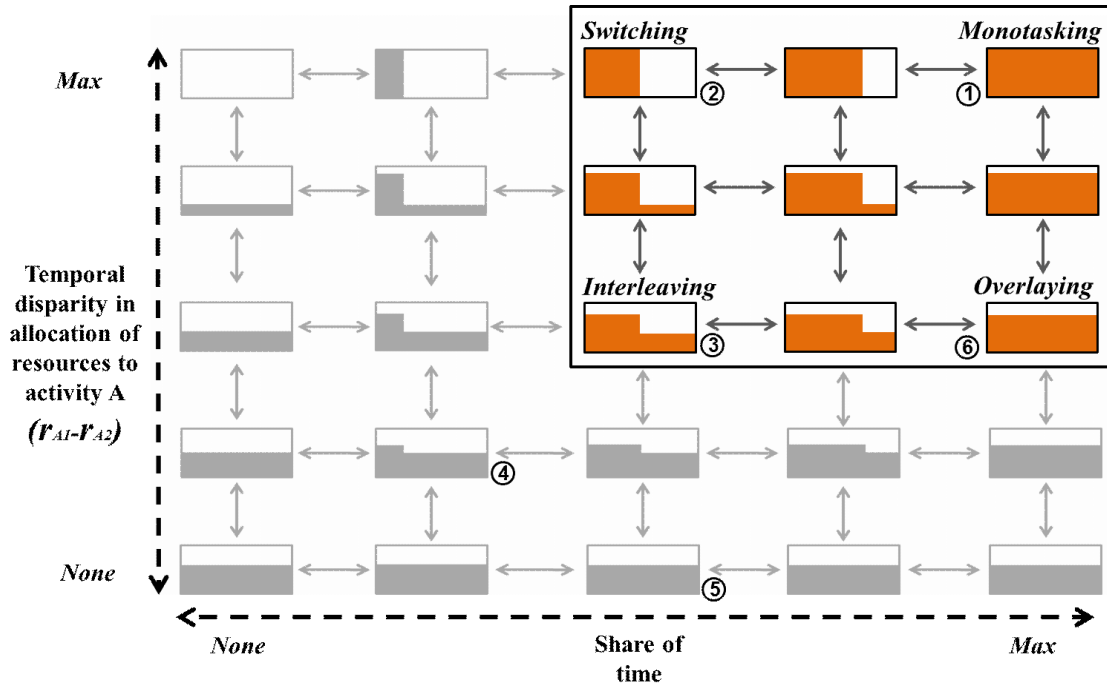 Switching
Monotasking
Max
②
①
Temporal
disparity in
allocation of
resources to
activity A
(rA1-rA2)
Interleaving
Overlaying
③
⑥
④
None
⑤
None
Share of
time
Max